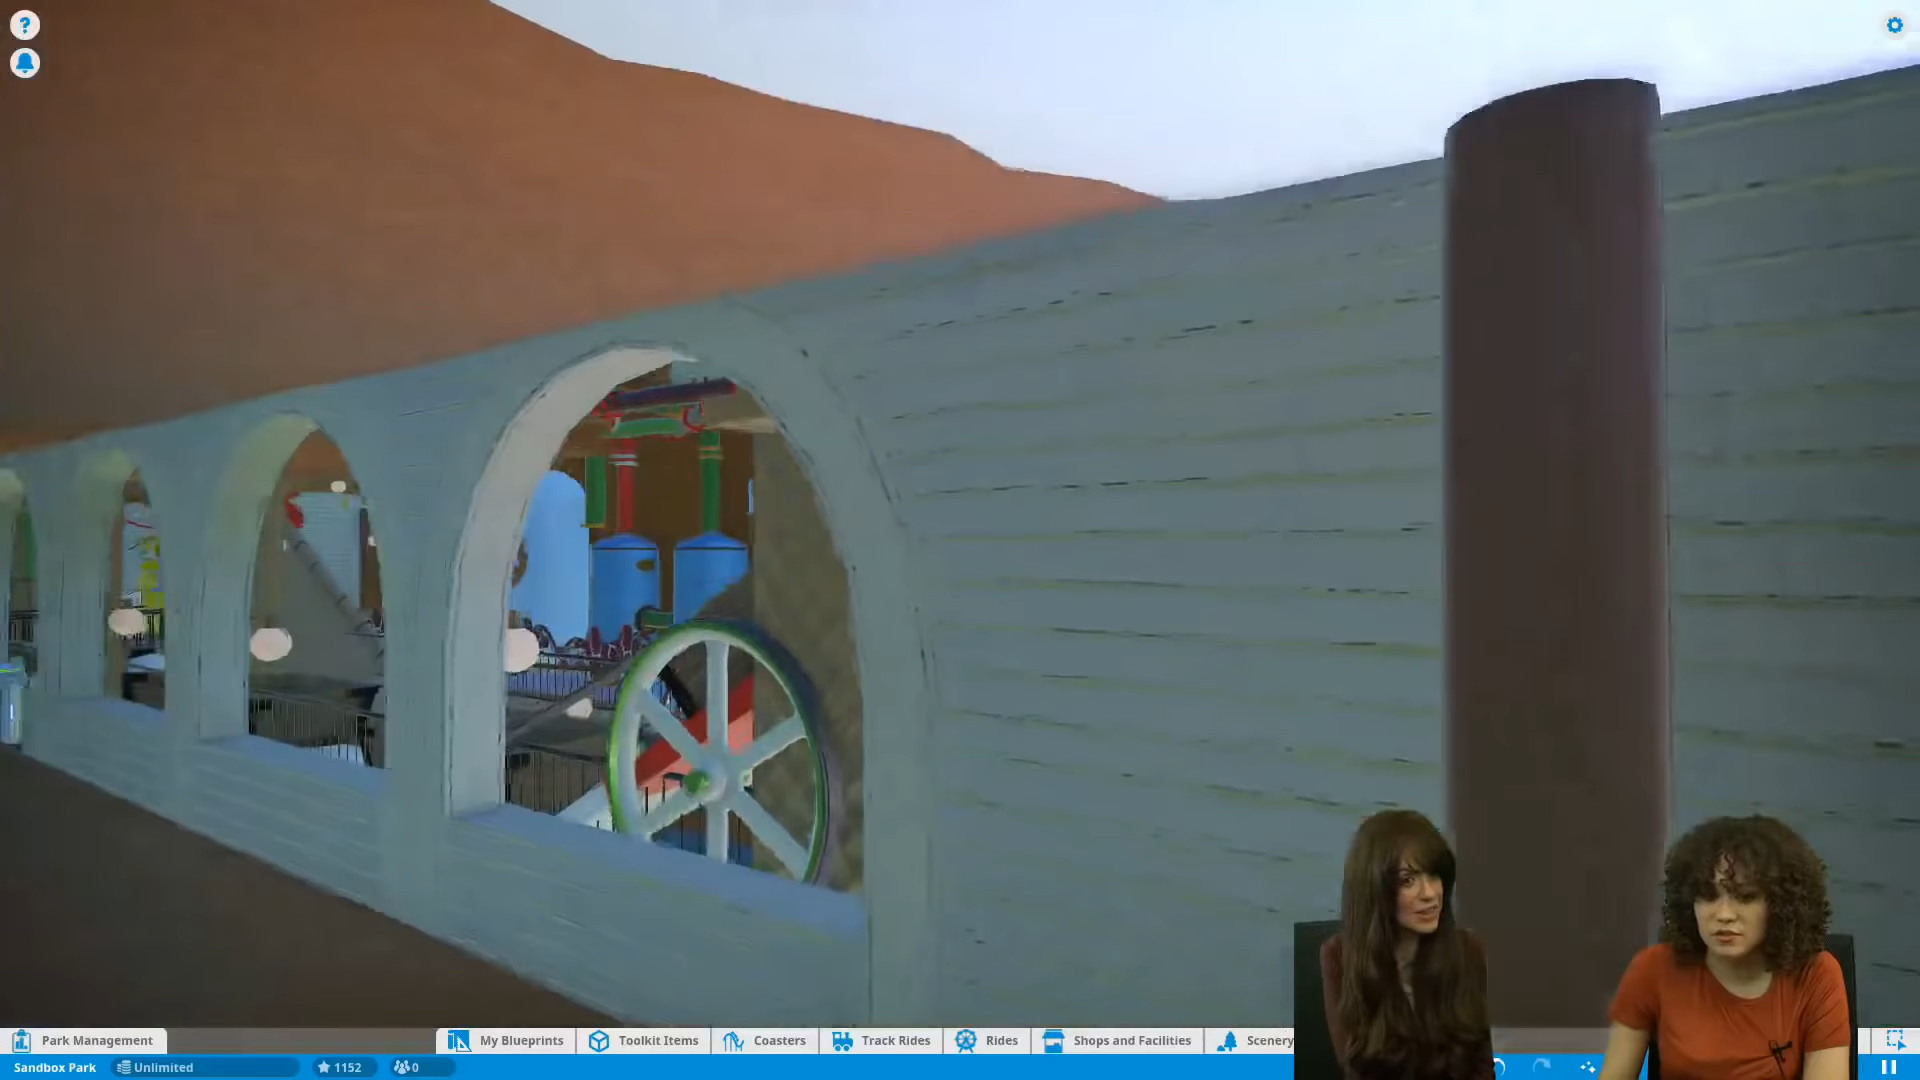 ?
Park Management
My Blueprints
Toolkit Items
Coasters
Track Rides
Rides
Shops and Facilities
Scenery
Sandbox Park
Unlimited
1152
0